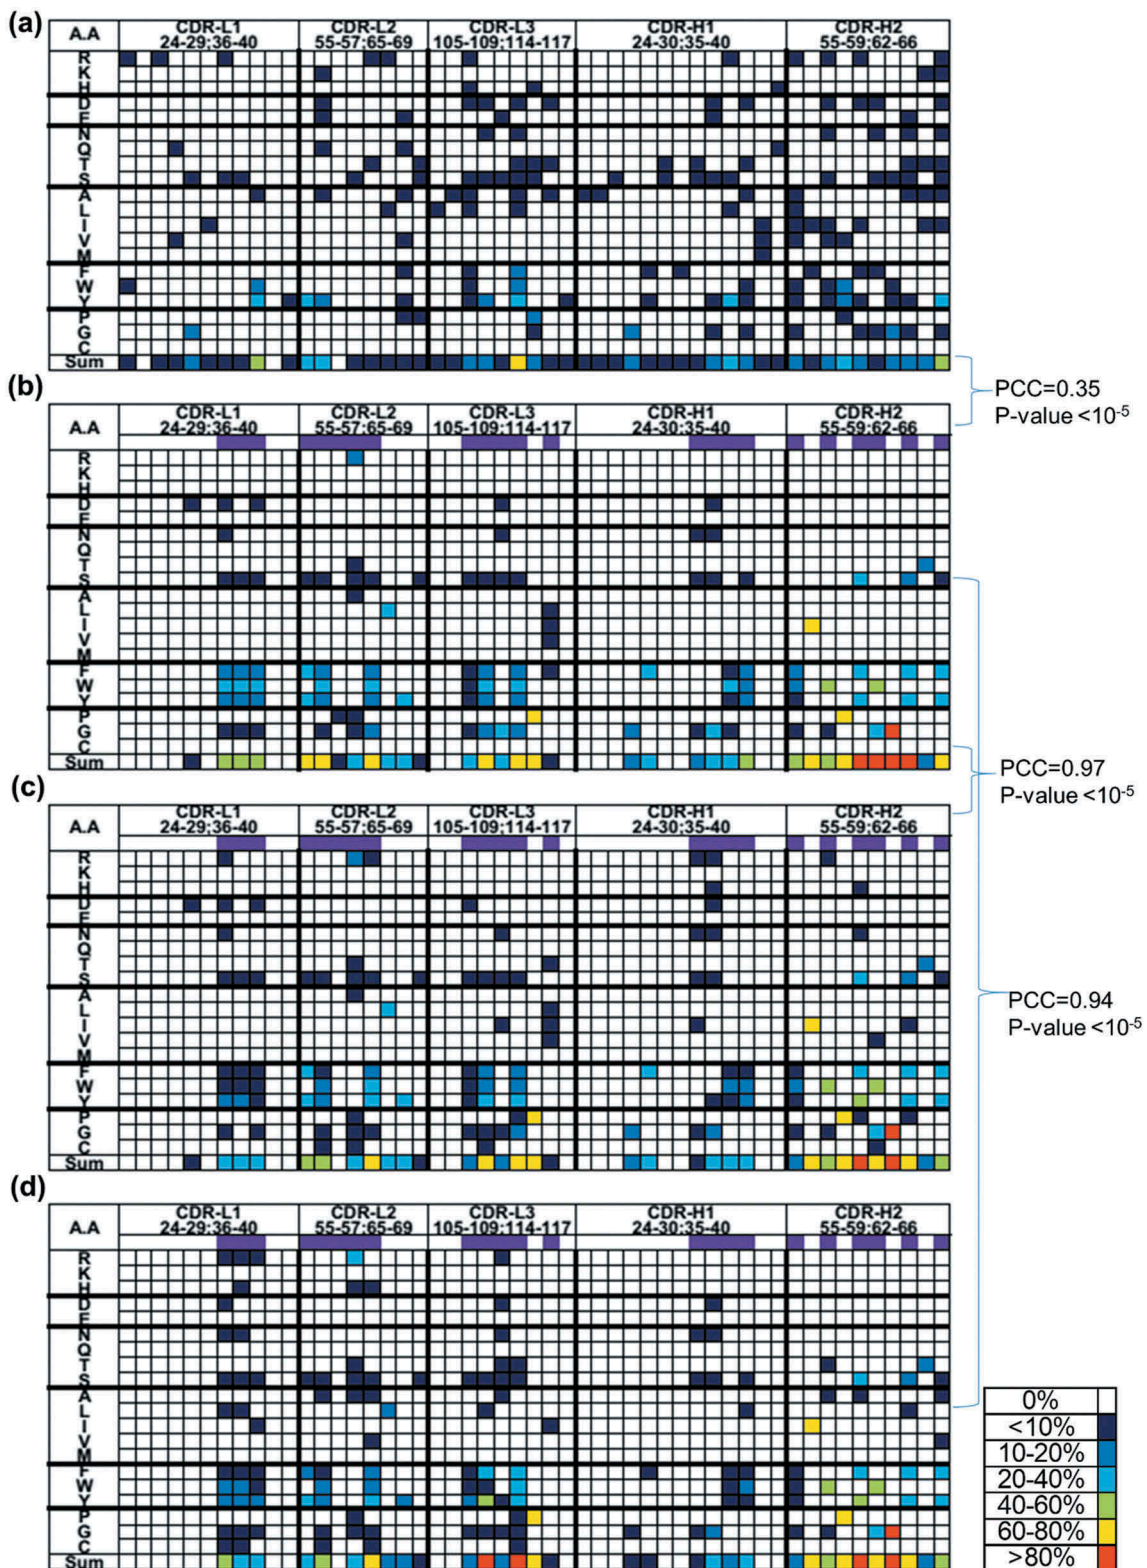 (a)
A.A CDR-L1 CDR-L2 CDR-L3 CDR-H1 CDR-H2
24-29;36-40 55-57;65-69 105-109;114-117 24-30;35-40 55-59;62-66
R
K
H
D
E
N
Q
T
S
A
L
I
V
M
F
W
Y
P
G
C
Sum
PCC=0.35
P-value <10-5
(b)
A.A CDR-L1 CDR-L2 CDR-L3 CDR-H1 CDR-H2
24-29;36-40 55-57;65-69 105-109;114-117 24-30;35-40 55-59;62-66
R
K
H
D
E
N
Q
T
S
A
L
I
V
M
F
W
Y
P
G
C
Sum
PCC=0.97
P-value <10-5
(c)
A.A CDR-L1 CDR-L2 CDR-L3 CDR-H1 CDR-H2
24-29;36-40 55-57;65-69 105-109;114-117 24-30;35-40 55-59;62-66
R
K
H
D
E
N
Q
T
S
A
L
I
V
M
F
W
Y
P
G
C
Sum
PCC=0.94
P-value <10-5
(d)
A.A CDR-L1 CDR-L2 CDR-L3 CDR-H1 CDR-H2
24-29;36-40 55-57;65-69 105-109;114-117 24-30;35-40 55-59;62-66
R
K
H
D
E
N
Q
T
S
A
L
I
V
M
F
W
Y
P
G
C
Sum
0%
<10%
10-20%
20-40%
40-60%
60-80%
>80%